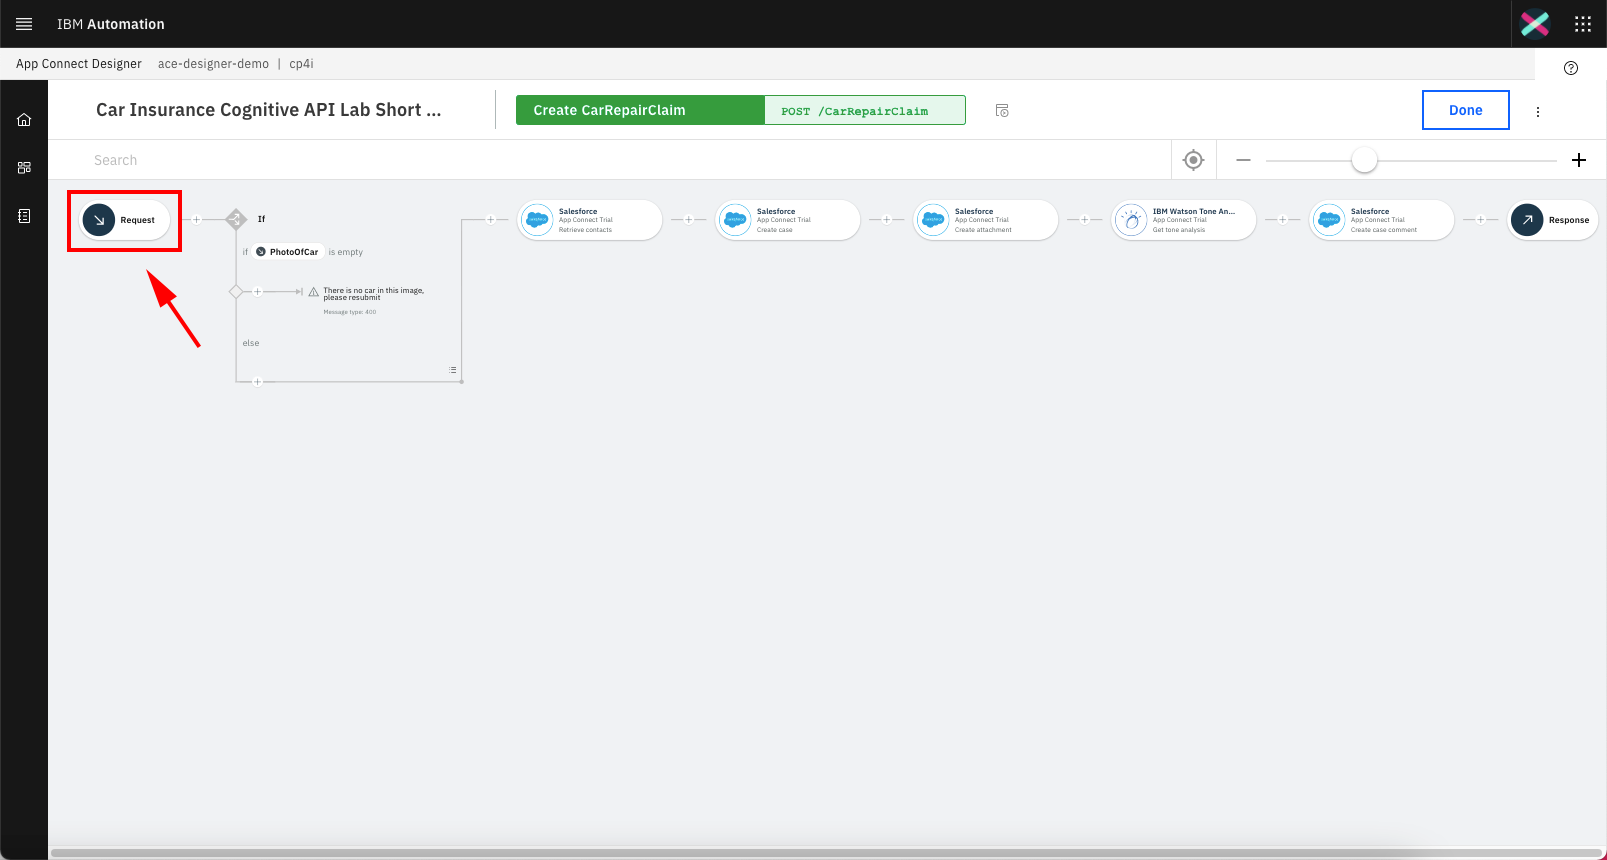 IBM Automation
App Connect Designer ace-designer-demo | cp4i
Car Insurance Cognitive API Lab Short ...
Create CarRepairClaim
POST /CarRepairClaim
Done
Search
Request
If
if PhotoOfCar is empty
There is no car in this image,
please resubmit
Message type: 400
else
Salesforce
App Connect Trial
Retrieve contacts
Salesforce
App Connect Trial
Create case
Salesforce
App Connect Trial
Create attachment
IBM Watson Tone An...
App Connect Trial
Get tone analysis
Salesforce
App Connect Trial
Create case comment
Response